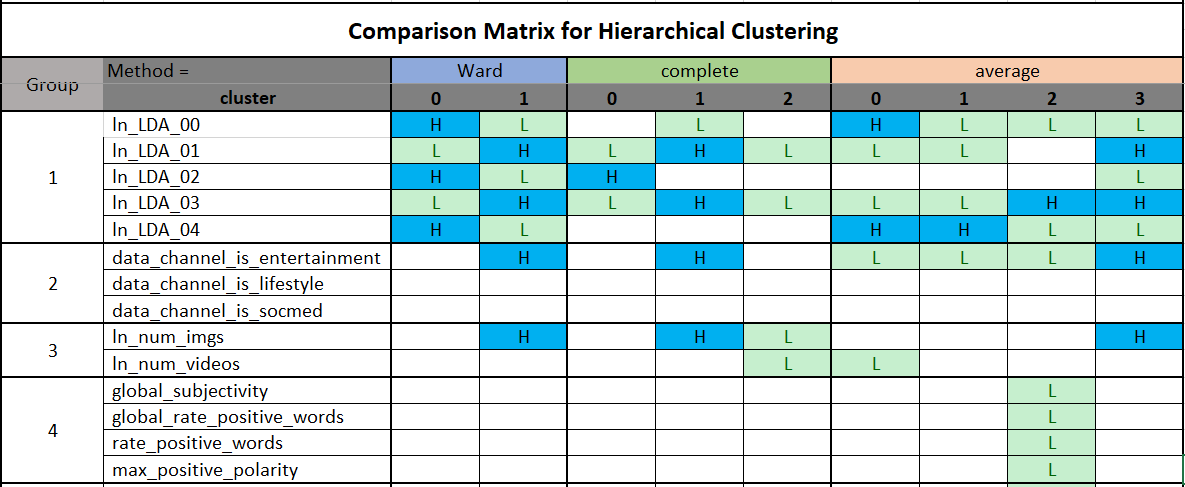 Comparison Matrix for Hierarchical Clustering
Group Method = Ward complete average
cluster 0 1 0 1 2 0 1 2 3
1
ln_LDA_00 H L L H L L L
ln_LDA_01 L H L H L L L H
ln_LDA_02 H L H L
ln_LDA_03 L H L H L L L H H
ln_LDA_04 H L H H L L
2
data_channel_is_entertainment H H L L L H
data_channel_is_lifestyle
data_channel_is_socmed
3
ln_num_imgs H H L H
ln_num_videos L L
4
global_subjectivity L
global_rate_positive_words L
rate_positive_words L
max_positive_polarity L